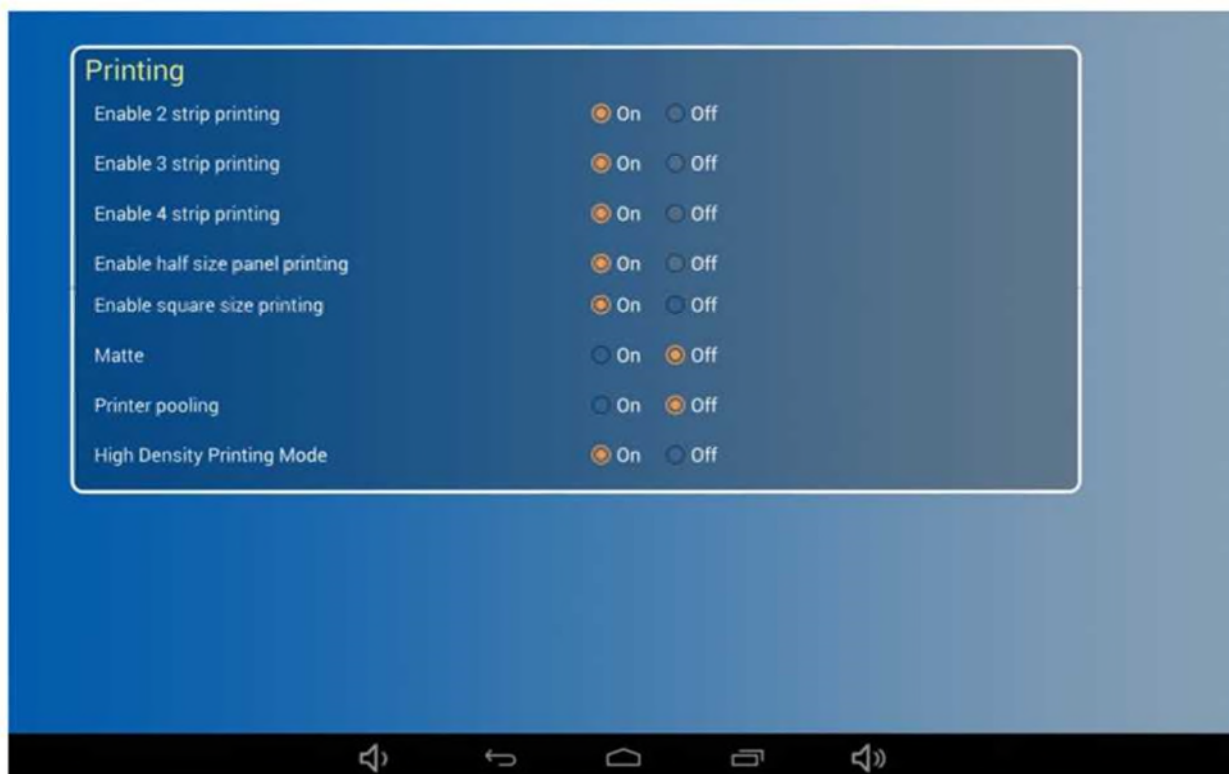 Printing
Enable 2 strip printing On Off
Enable 3 strip printing On Off
Enable 4 strip printing On Off
Enable half size panel printing On Off
Enable square size printing On Off
Matte On Off
Printer pooling On Off
High Density Printing Mode On Off